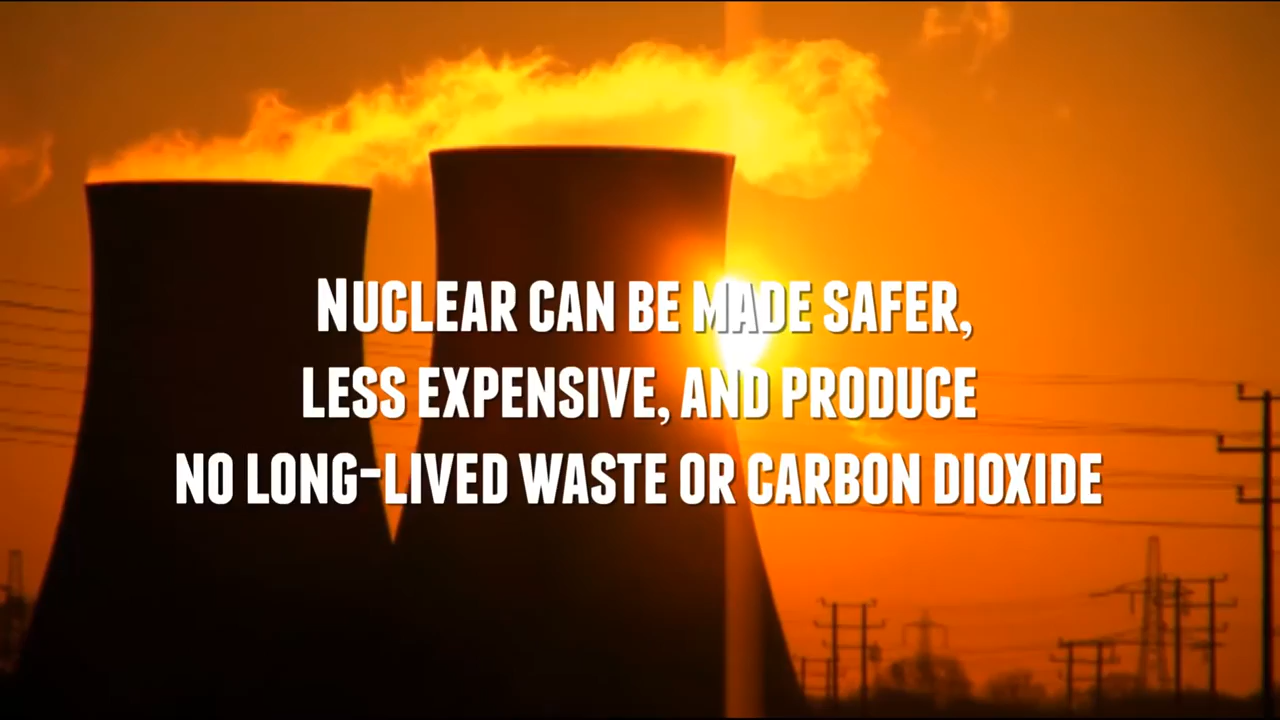 Nuclear can be made safer,
less expensive, and produce
no long-lived waste or carbon dioxide